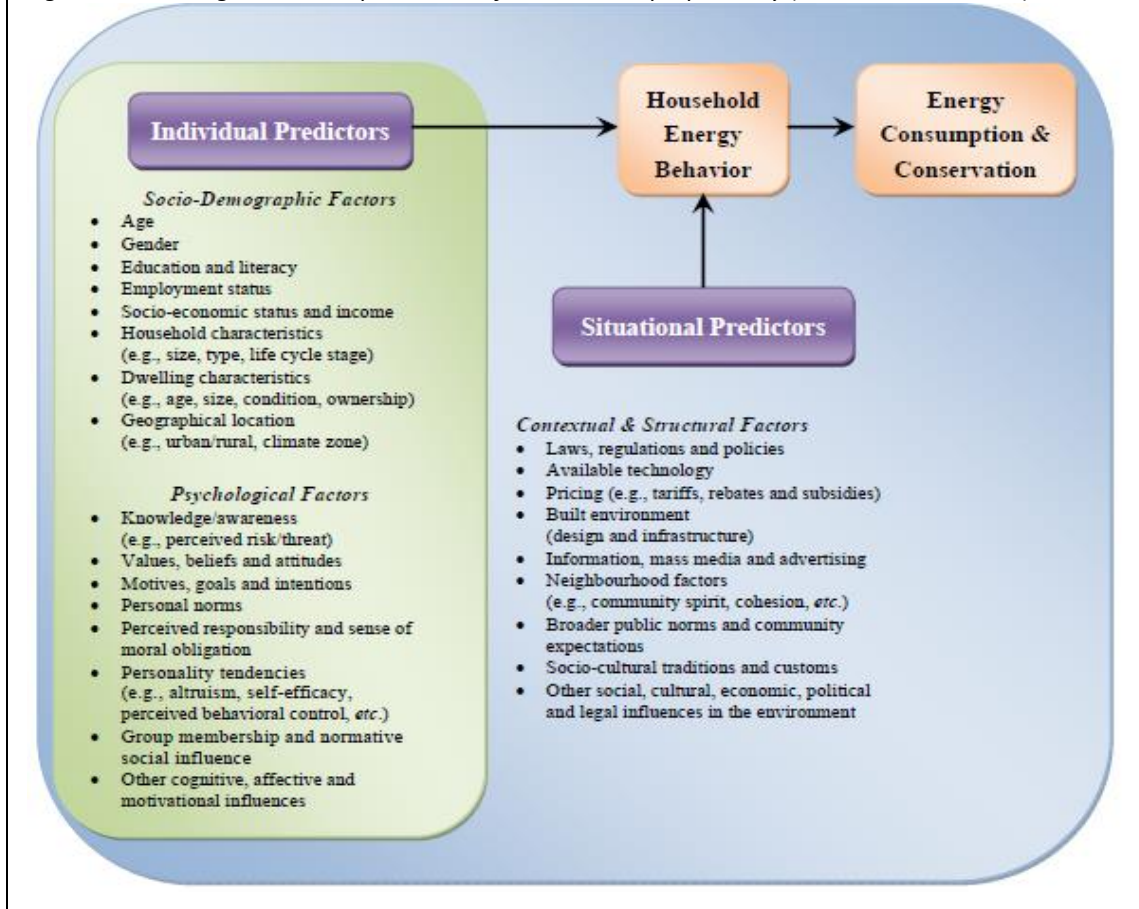 Individual Predictors
Socio-Demographic Factors
• Age
• Gender
• Education and literacy
• Employment status
• Socio-economic status and income
• Household characteristics
(e.g., size, type, life cycle stage)
• Dwelling characteristics
(e.g., age, size, condition, ownership)
• Geographical location
(e.g., urban/rural, climate zone)
Psychological Factors
• Knowledge/awareness
(e.g., perceived risk/threat)
• Values, beliefs and attitudes
• Motives, goals and intentions
• Personal norms
• Perceived responsibility and sense of
moral obligation
• Personality tendencies
(e.g., altruism, self-efficacy,
perceived behavioral control, etc.)
• Group membership and normative
social influence
• Other cognitive, affective and
motivational influences
Household
Energy
Behavior
Energy
Consumption &
Conservation
Situational Predictors
Contextual & Structural Factors
• Laws, regulations and policies
• Available technology
• Pricing (e.g., tariffs, rebates and subsidies)
• Built environment
(design and infrastructure)
• Information, mass media and advertising
• Neighbourhood factors
(e.g., community spirit, cohesion, etc.)
• Broader public norms and community
expectations
• Socio-cultural traditions and customs
• Other social, cultural, economic, political
and legal influences in the environment